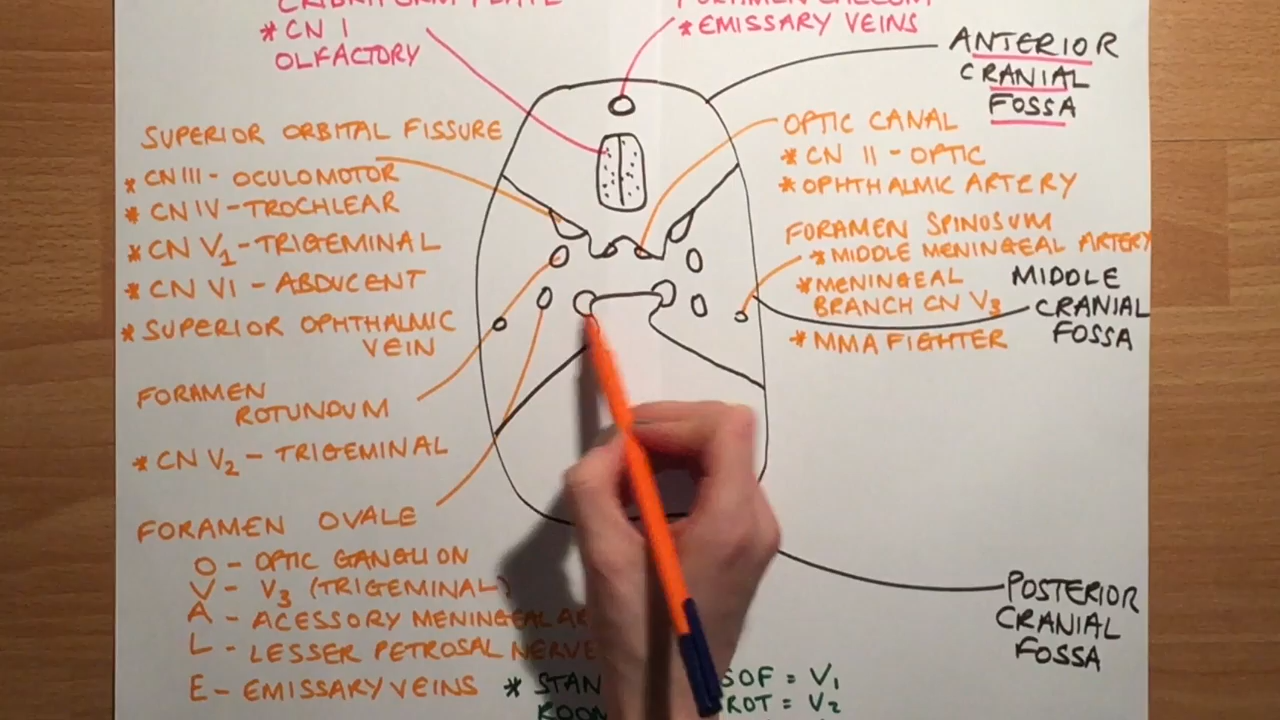 * CN I
OLFACTORY
* EMISSARY VEINS
ANTERIOR
CRANIAL
FOSSA
SUPERIOR ORBITAL FISSURE
* CN III - OCULOMOTOR
* CN IV - TROCHLEAR
* CN V1 - TRIGEMINAL
* CN VI - ABDUCENT
* SUPERIOR OPHTHALMIC
VEIN
FORAMEN
ROTUNDUM
* CN V2 - TRIGEMINAL
FORAMEN OVALE
O - OPTIC GANGLION
V - V3 (TRIGEMINAL)
A - ACESSORY MENINGEAL
L - LESSER PETROSAL NERVE
E - EMISSARY VEINS
* STAN
OPTIC CANAL
* CN II - OPTIC
* OPHTHALMIC ARTERY
FORAMEN SPINOSUM
* MIDDLE MENINGEAL ARTERY
* MENINGEAL
BRANCH CN V3
* MMA FIGHTER
MIDDLE
CRANIAL
FOSSA
POSTERIOR
CRANIAL
FOSSA
SOF = V1
ROT = V2